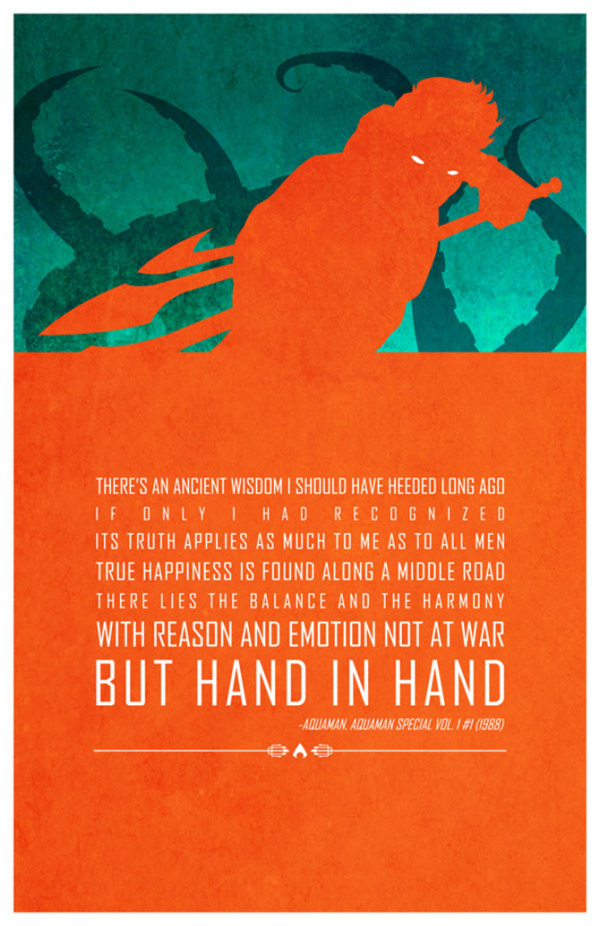 THERE'S AN ANCIENT WISDOM I SHOULD HAVE HEEDED LONG AGO
IF ONLY I HAD RECOGNIZED
ITS TRUTH APPLIES AS MUCH TO ME AS TO ALL MEN
TRUE HAPPINESS IS FOUND ALONG A MIDDLE ROAD
THERE LIES THE BALANCE AND THE HARMONY
WITH REASON AND EMOTION NOT AT WAR
BUT HAND IN HAND
-AQUAMAN. AQUAMAN SPECIAL VOL. 1 #1 (1988)